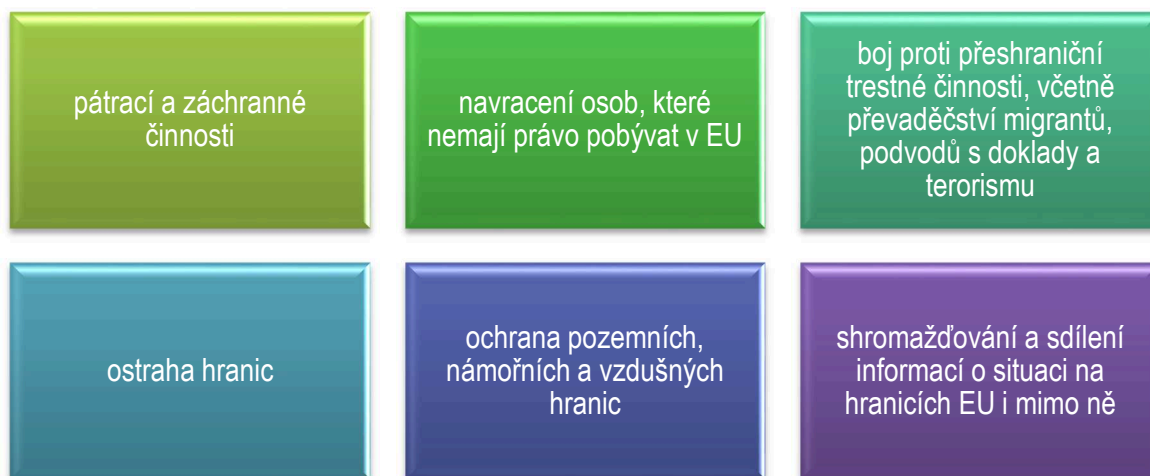 pátrací a záchranné
činnosti
navracení osob, které
nemají právo pobývat v EU
boj proti přeshraniční
trestné činnosti, včetně
převaděčství migrantů,
podvodů s doklady a
terorismu
ostraha hranic
ochrana pozemních,
námořních a vzdušných
hranic
shromažďování a sdílení
informací o situaci na
hranicích EU i mimo ně